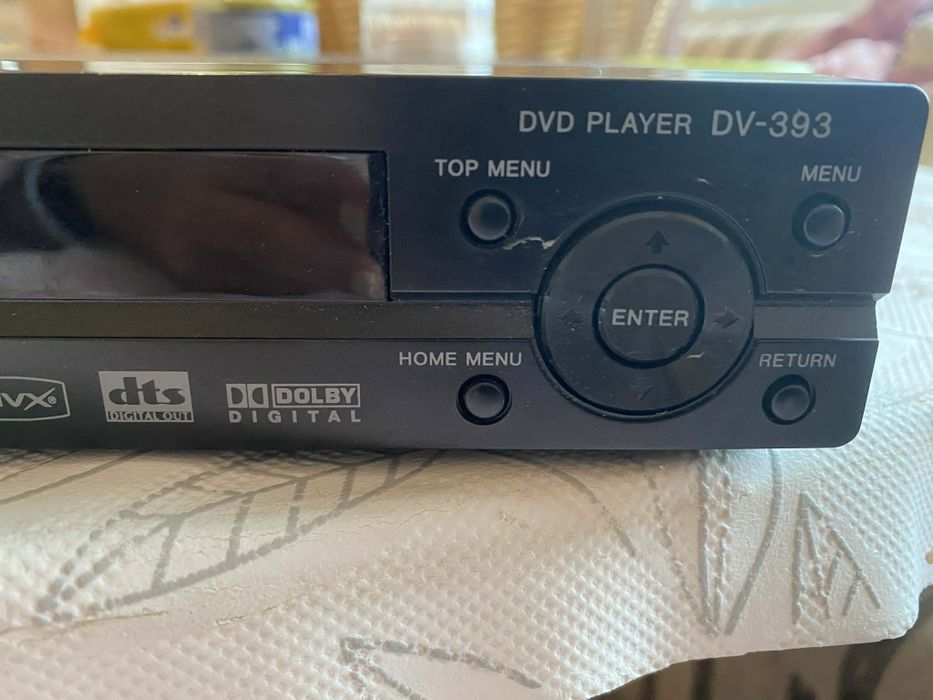 DVD PLAYER DV-393
TOP MENU
MENU
ENTER
HOME MENU
RETURN
dts
DIGITAL OUT
DOLBY
DIGITAL